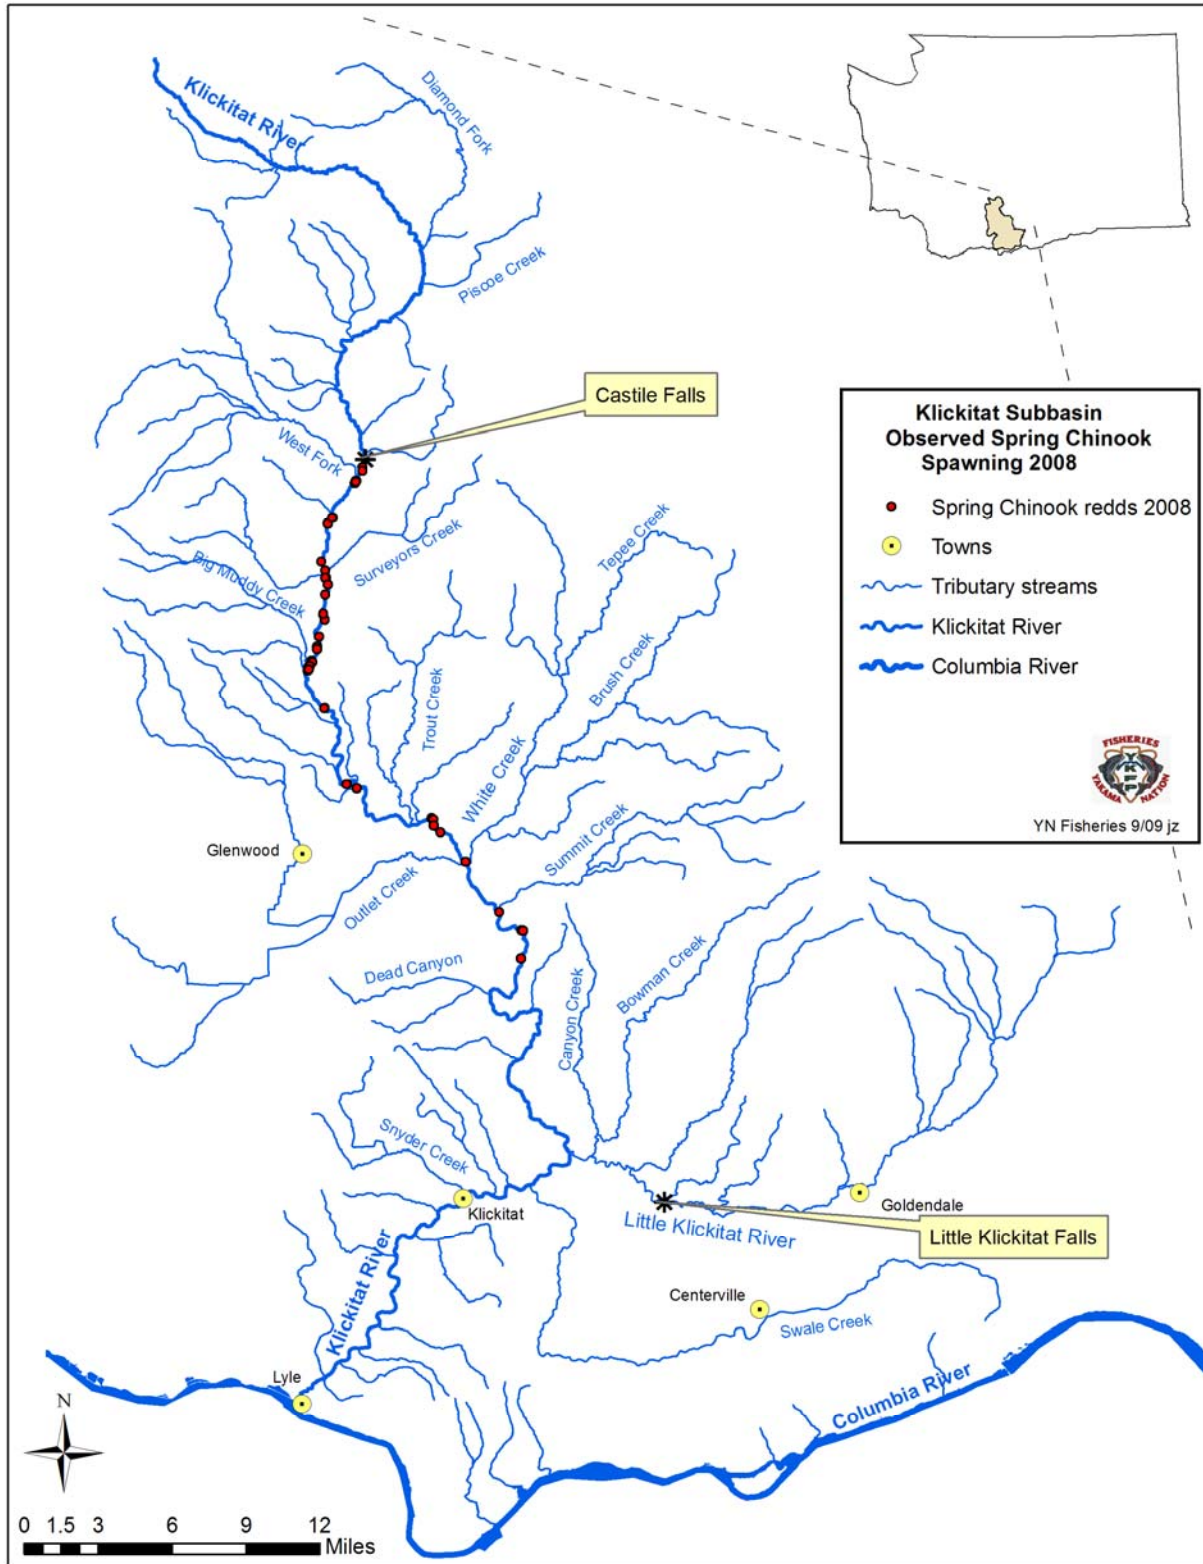 Klickitat River
Diamond Fork
Piscoe Creek
Castile Falls
West Fork
Surveyors Creek
Big Muddy Creek
Tepee Creek
Brush Creek
Trout Creek
White Creek
Summit Creek
Glenwood
Outlet Creek
Dead Canyon
Canyon Creek
Bowman Creek
Snyder Creek
Klickitat
Goldendale
Little Klickitat River
Little Klickitat Falls
Klickitat River
Centerville
Swale Creek
Lyle
Columbia River
Klickitat Subbasin
Observed Spring Chinook
Spawning 2008
Spring Chinook redds 2008
Towns
Tributary streams
Klickitat River
Columbia River
FISHERIES
YKFP
YAKAMA NATION
YN Fisheries 9/09 jz
N
0 1.5 3 6 9 12
Miles